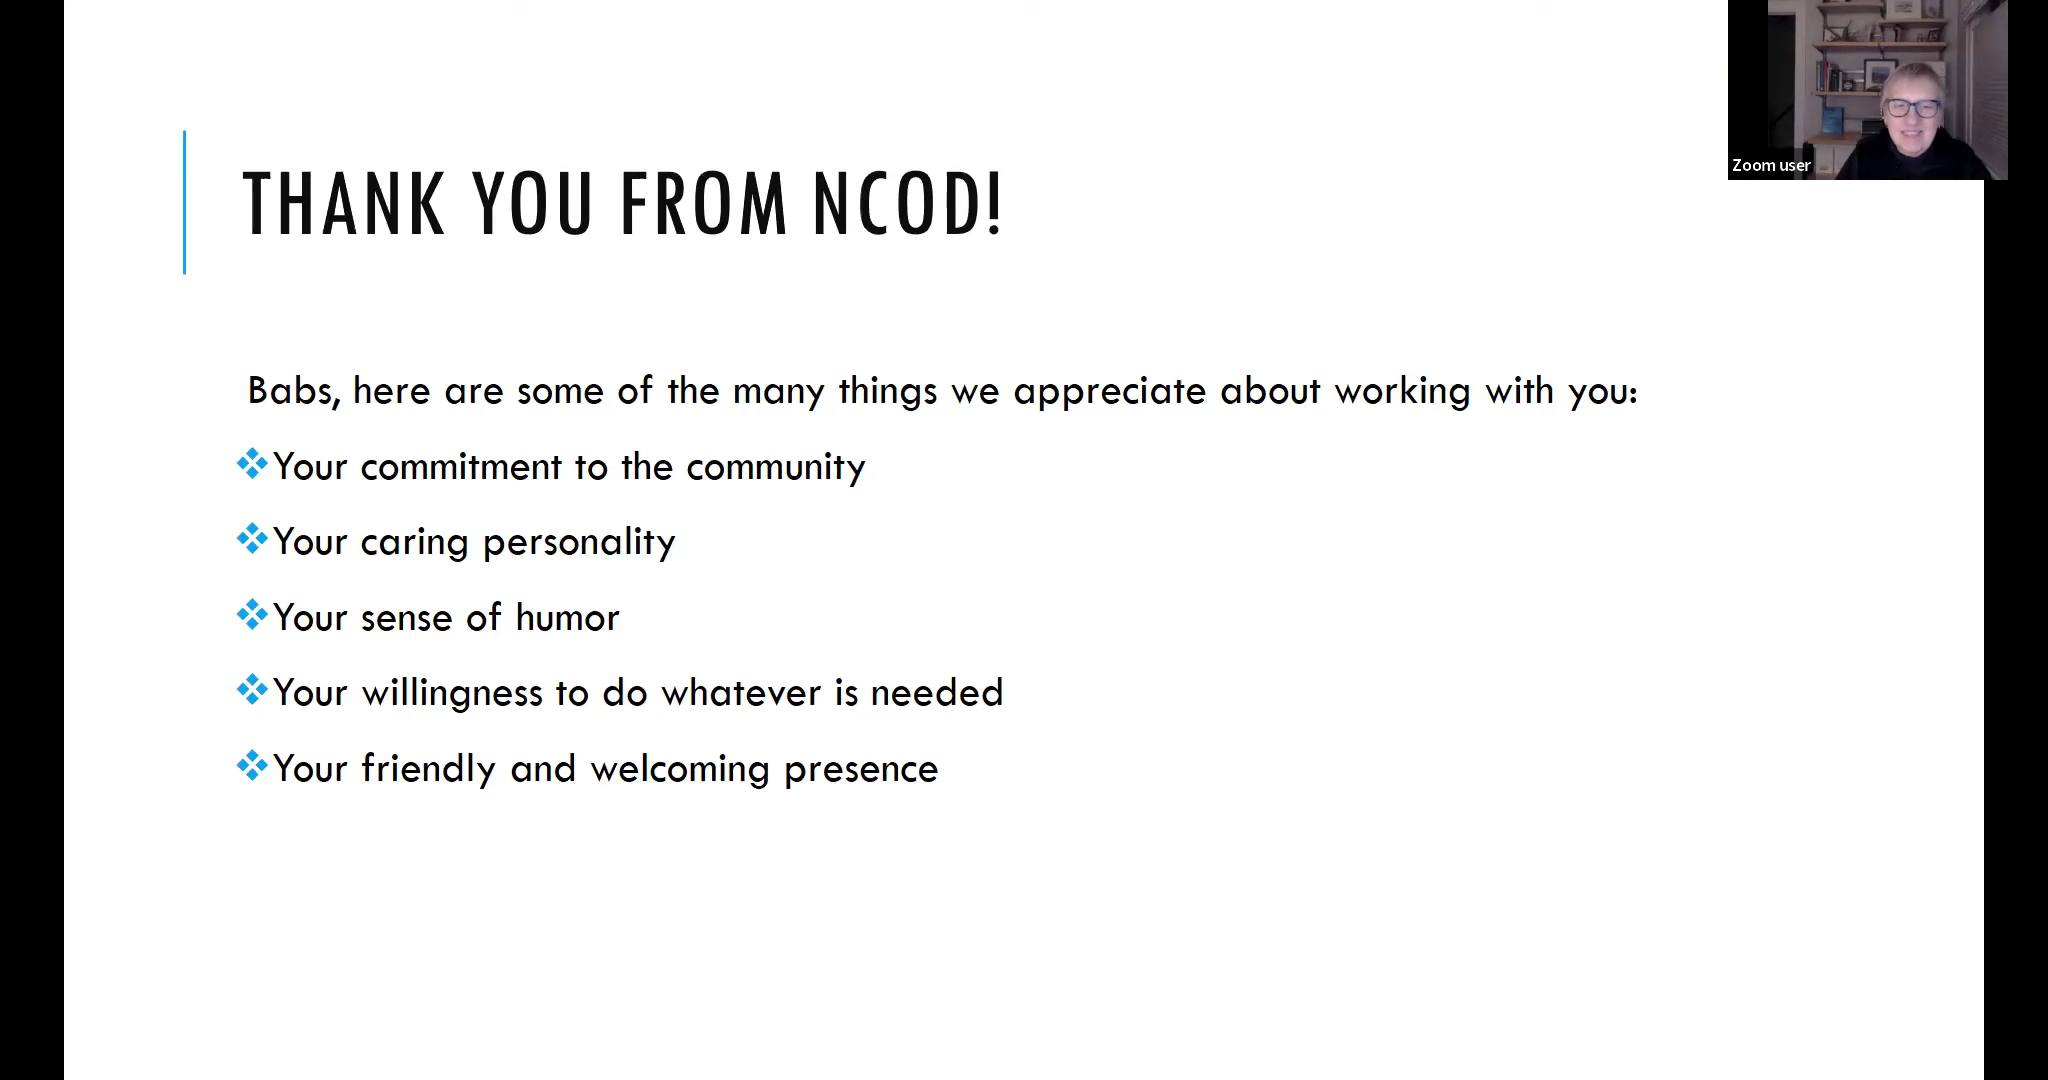 THANK YOU FROM NCOD!
Babs, here are some of the many things we appreciate about working with you:
❖Your commitment to the community
❖Your caring personality
❖Your sense of humor
❖Your willingness to do whatever is needed
❖Your friendly and welcoming presence
Zoom user